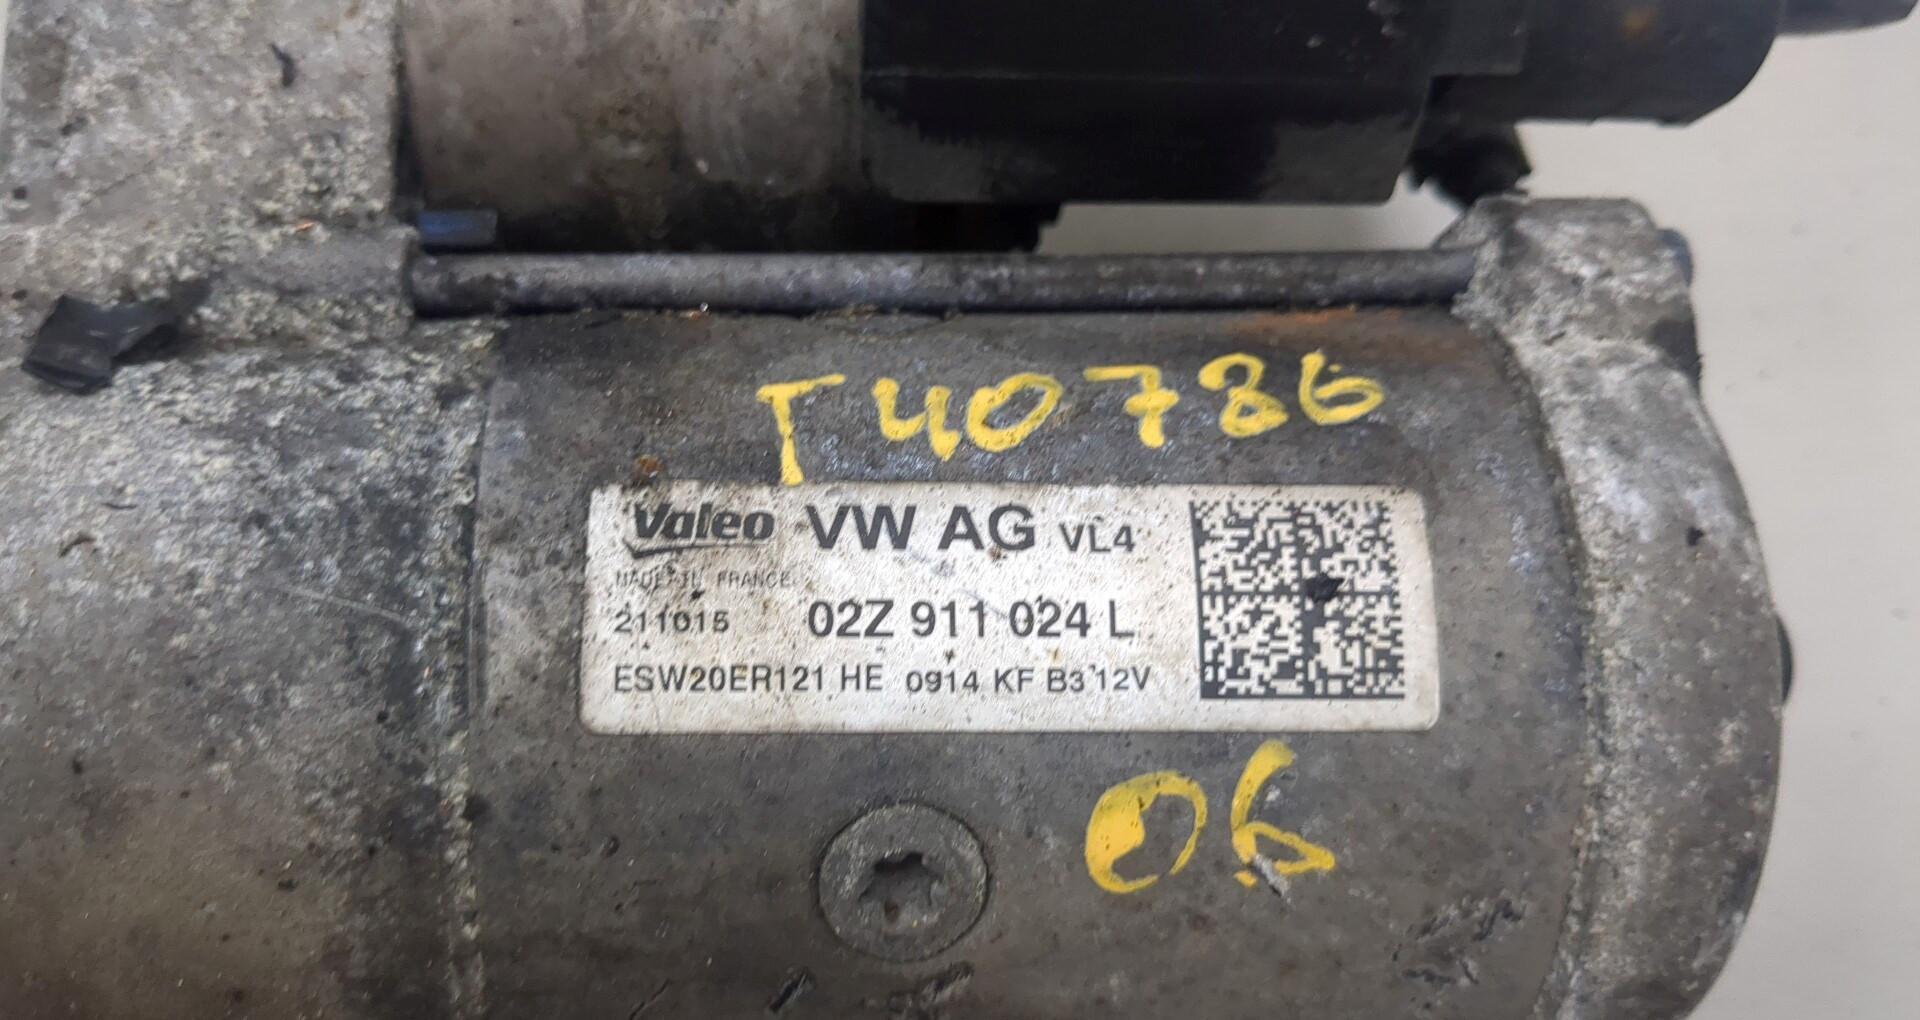 T40786
Valeo VW AG VL4
MADE IN FRANCE
211015 02Z 911 024 L
ESW20ER121 HE 0914 KF B3 12V
06